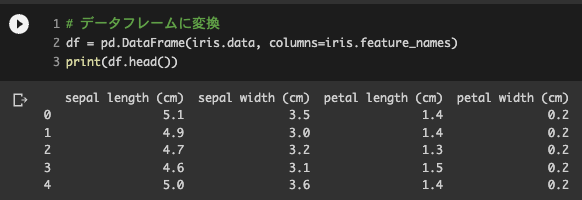 1 # データフレームに変換
2 df = pd.DataFrame(iris.data, columns=iris.feature_names)
3 print(df.head())
sepal length (cm) sepal width (cm) petal length (cm) petal width (cm)
0 5.1 3.5 1.4 0.2
1 4.9 3.0 1.4 0.2
2 4.7 3.2 1.3 0.2
3 4.6 3.1 1.5 0.2
4 5.0 3.6 1.4 0.2